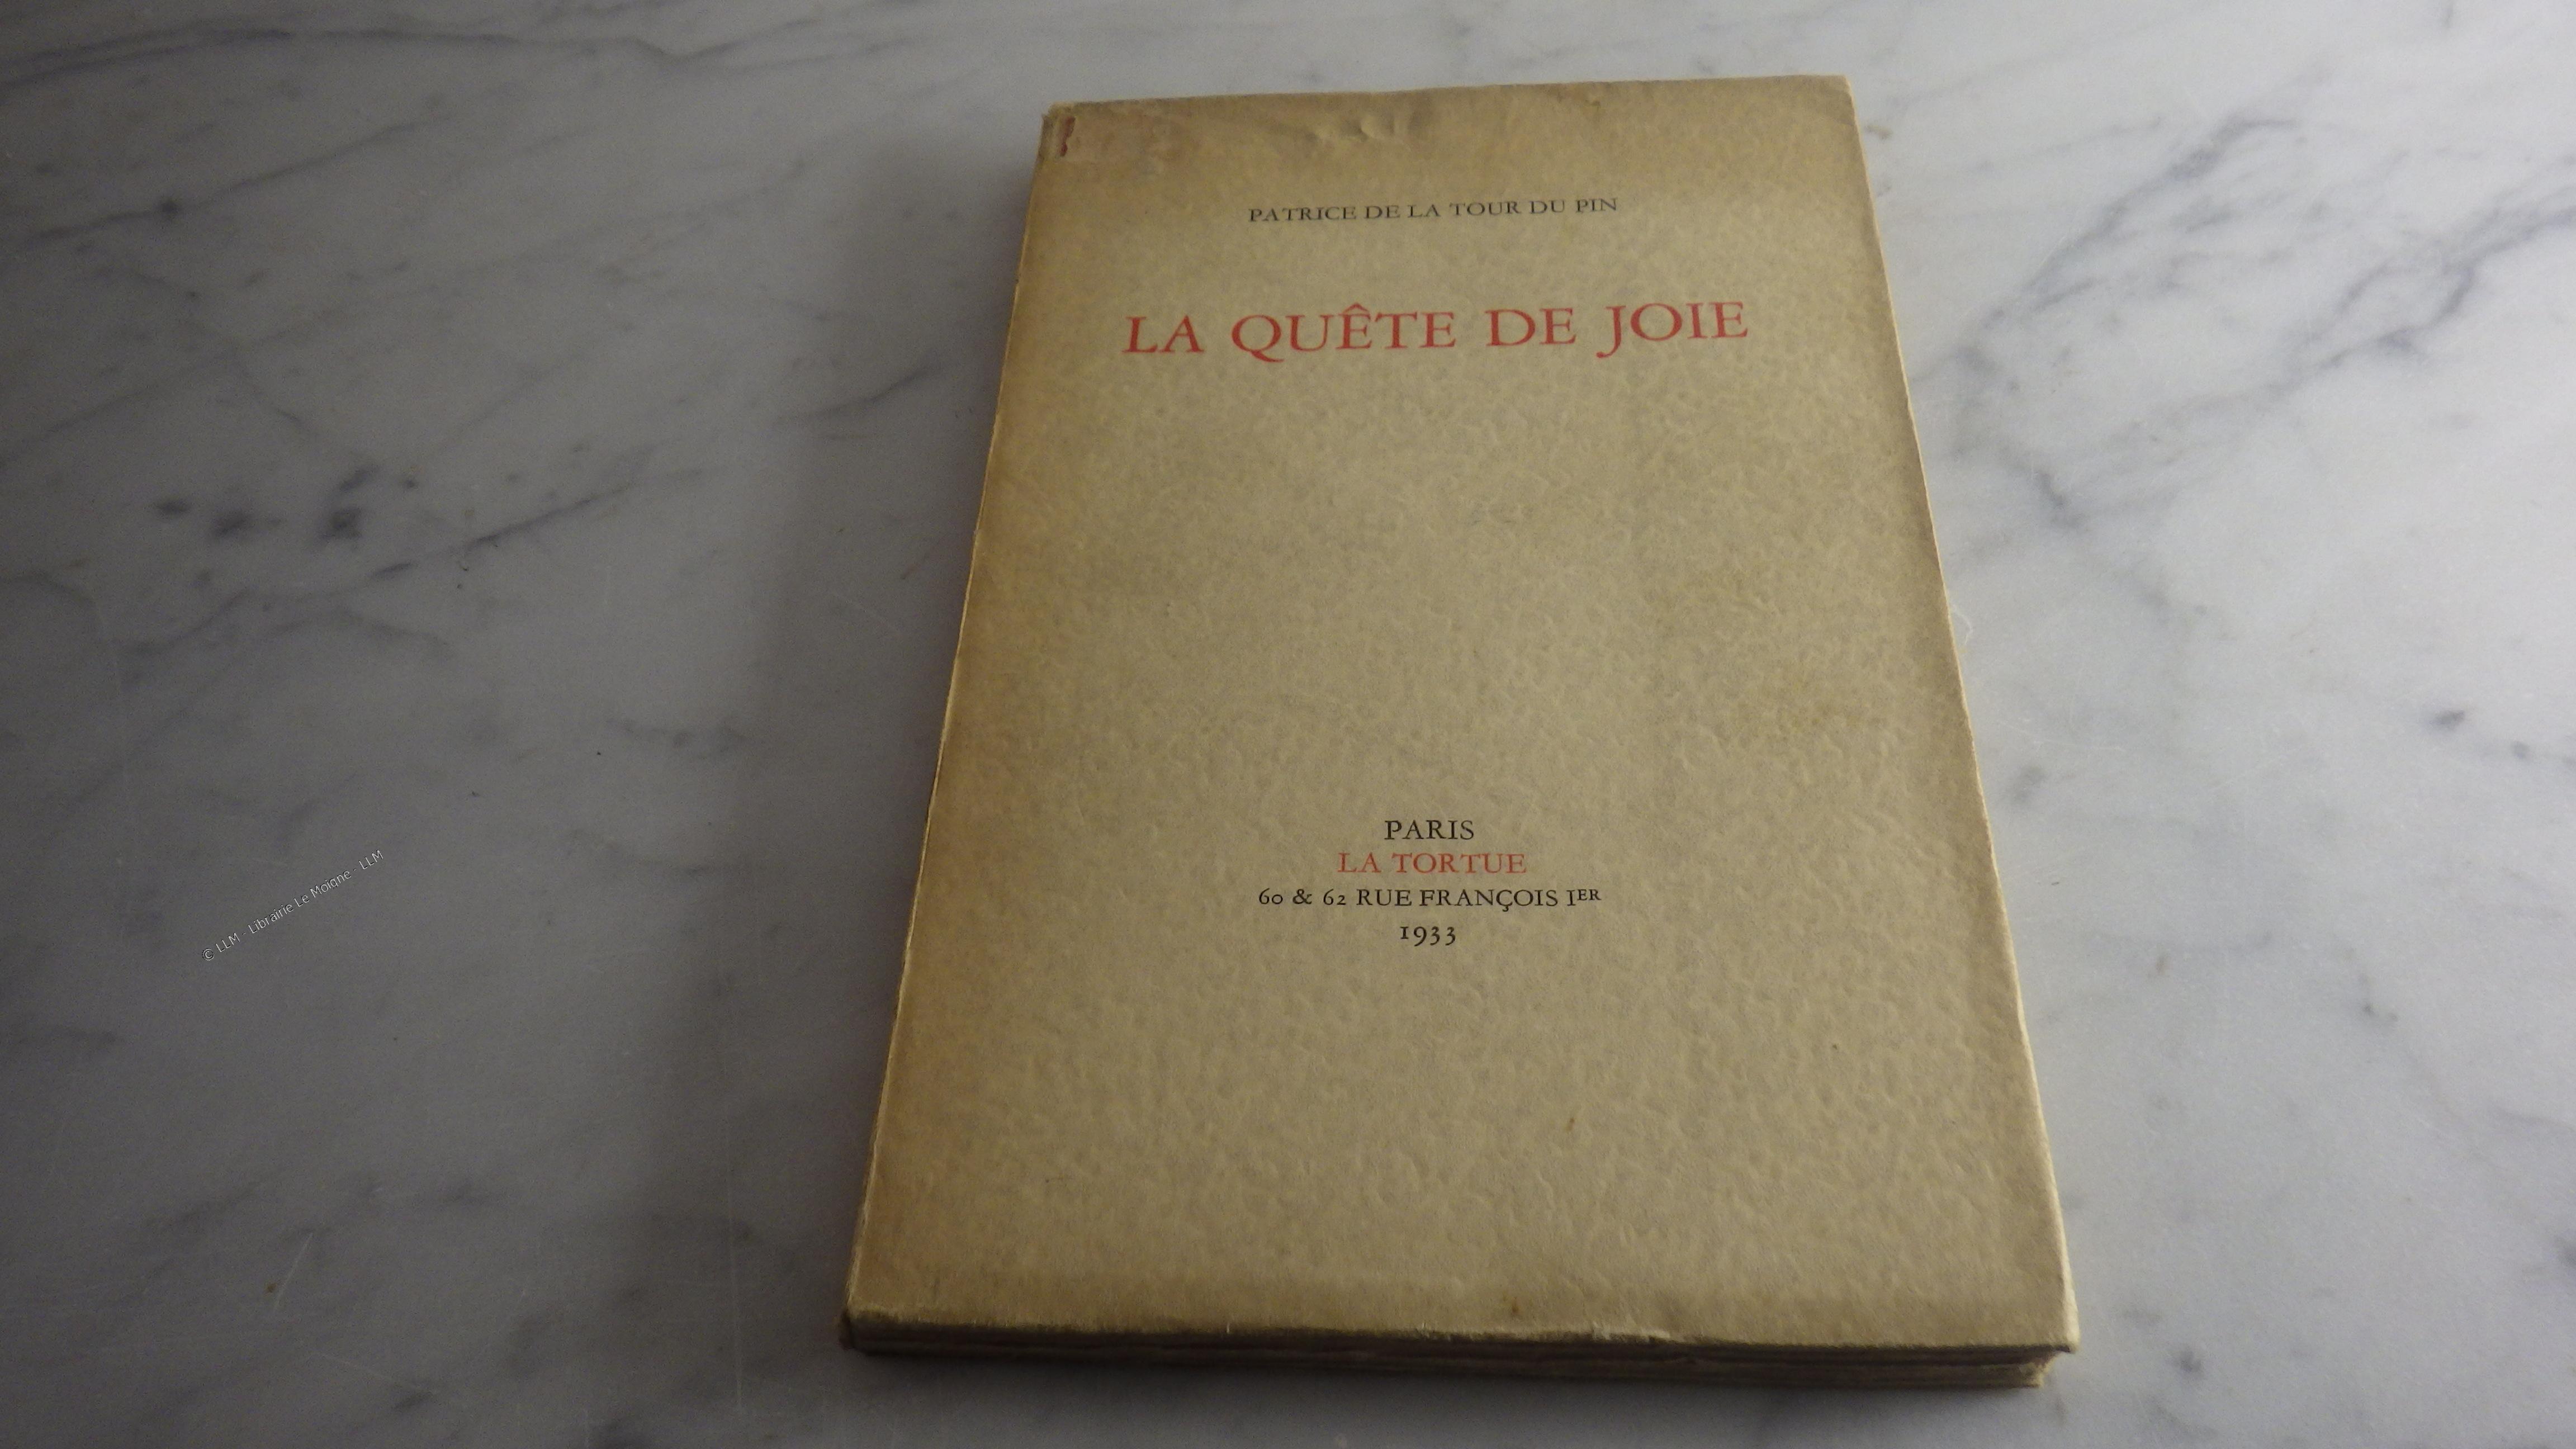 PATRICE DE LA TOUR DU PIN
LA QUÊTE DE JOIE
PARIS
LA TORTUE
60 & 62 RUE FRANÇOIS IER
1933
© LLM - Librairie Le Moigne - LLM